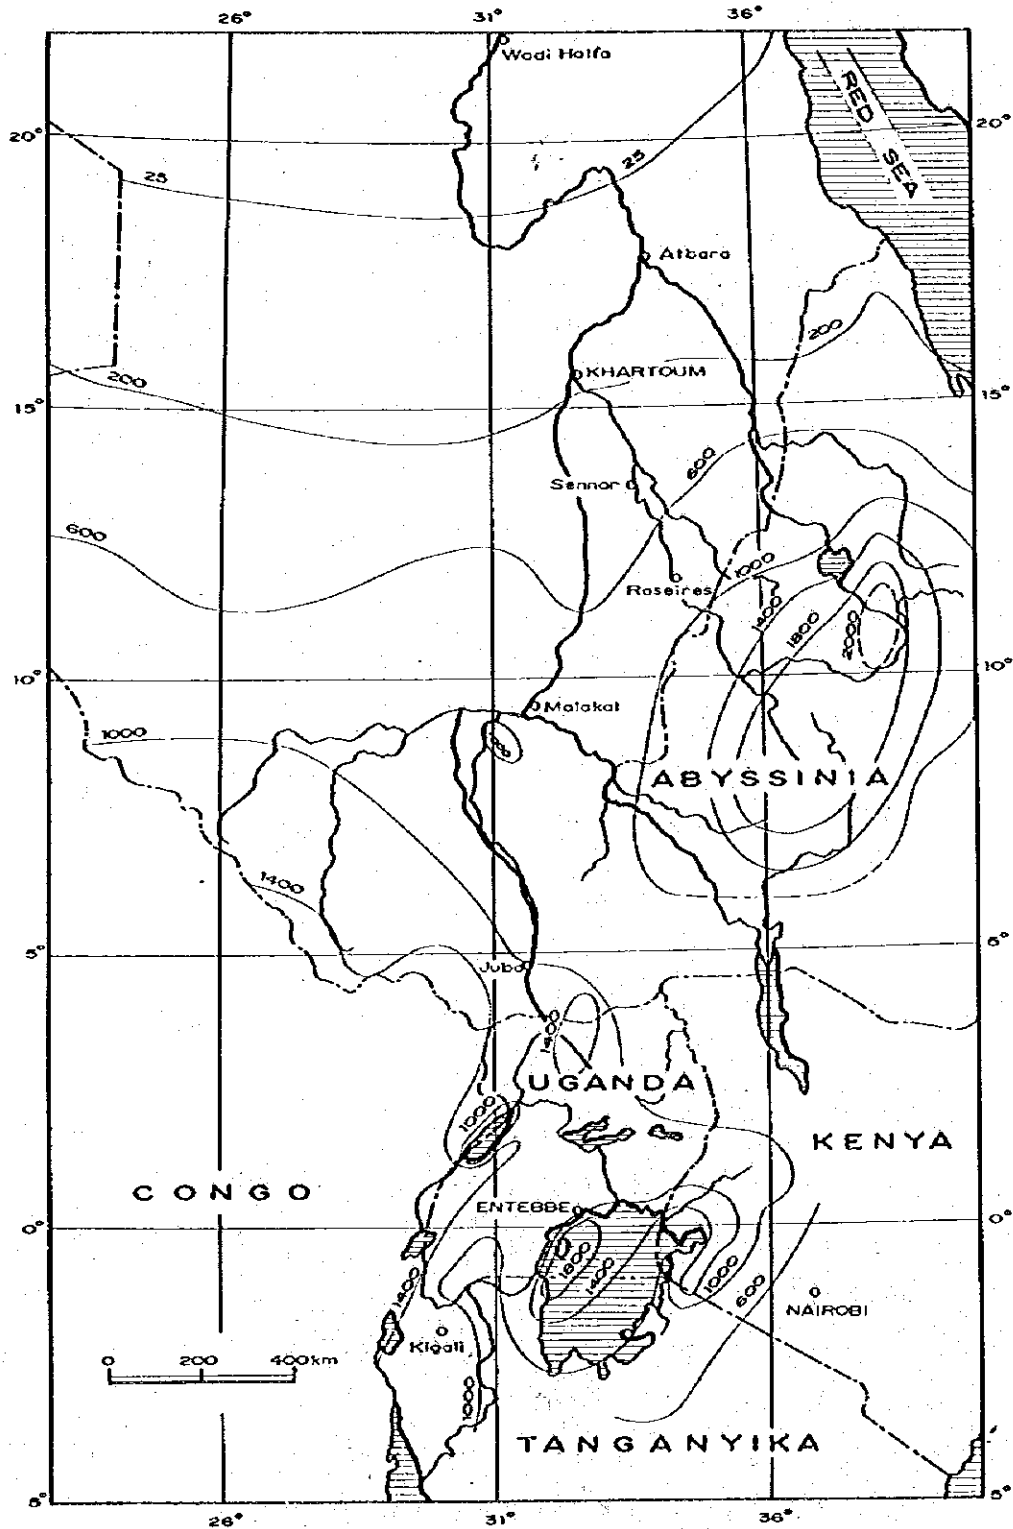 26° 31° 36°
Wadi Halfa
RED SEA
20° 20°
25 25
Atbara
200
200
KHARTOUM
15° 15°
600
Sennar
600
1000
Roseires
1400
1800
2000
10° 10°
Malakal
1000
ABYSSINIA
1400
5° 5°
Juba
1400
UGANDA
1000
KENYA
CONGO
ENTEBBE
0° 0°
1800
1400
1000
600
1400
NAIROBI
Kigali
0 200 400km
1000
TANGANYIKA
5° 5°
26° 31° 36°